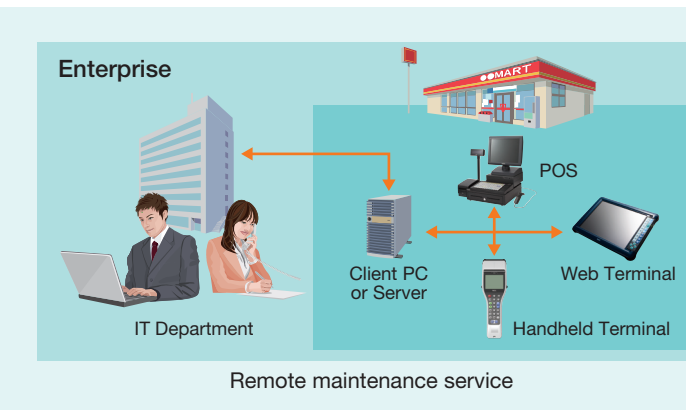 Enterprise
MART
POS
Client PC
or Server
Web Terminal
IT Department
Handheld Terminal
Remote maintenance service